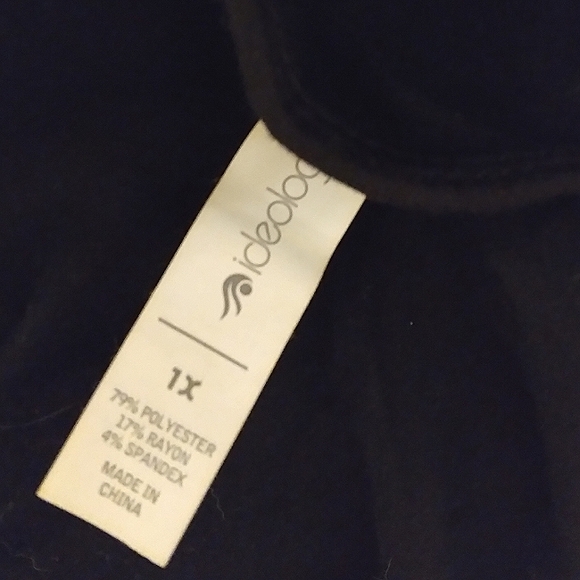 ideolog
1X
79% POLYESTER
17% RAYON
4% SPANDEX
MADE IN
CHINA